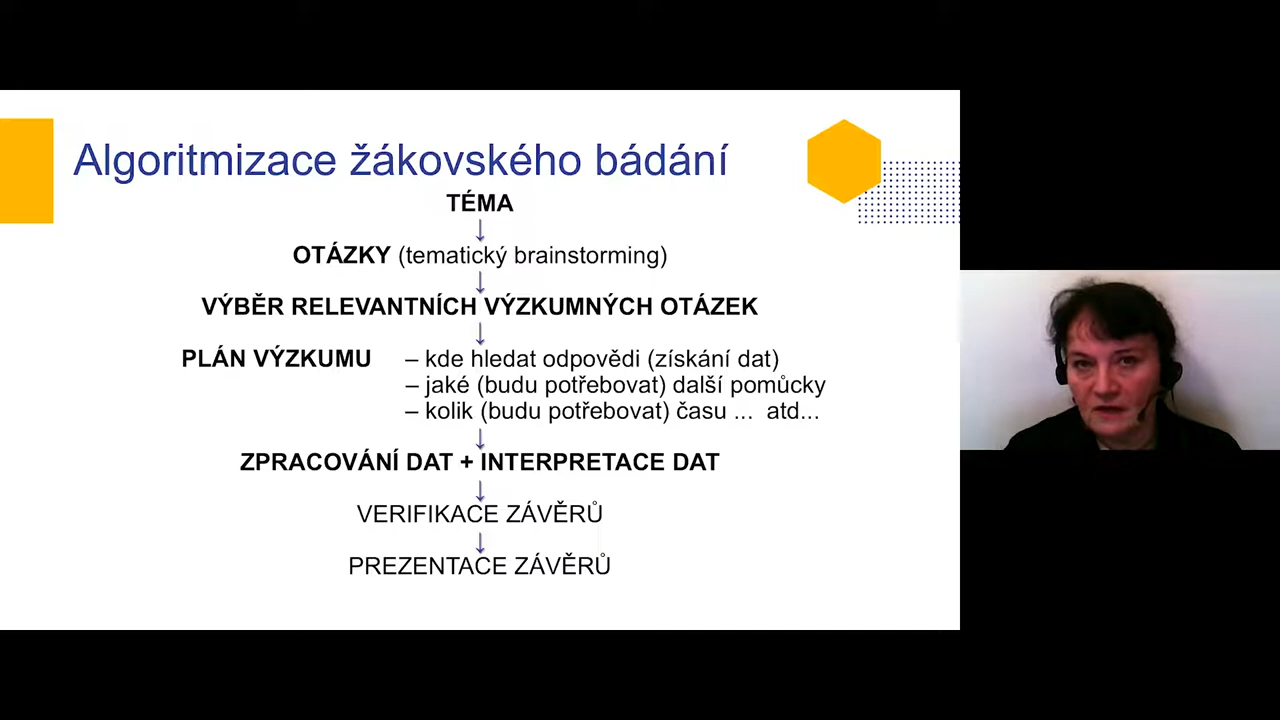 Algoritmizace žákovského bádání
TÉMA
↓
OTÁZKY (tematický brainstorming)
↓
VÝBĚR RELEVANTNÍCH VÝZKUMNÝCH OTÁZEK
↓
PLÁN VÝZKUMU – kde hledat odpovědi (získání dat)
– jaké (budu potřebovat) další pomůcky
– kolik (budu potřebovat) času ... atd...
↓
ZPRACOVÁNÍ DAT + INTERPRETACE DAT
↓
VERIFIKACE ZÁVĚRŮ
↓
PREZENTACE ZÁVĚRŮ